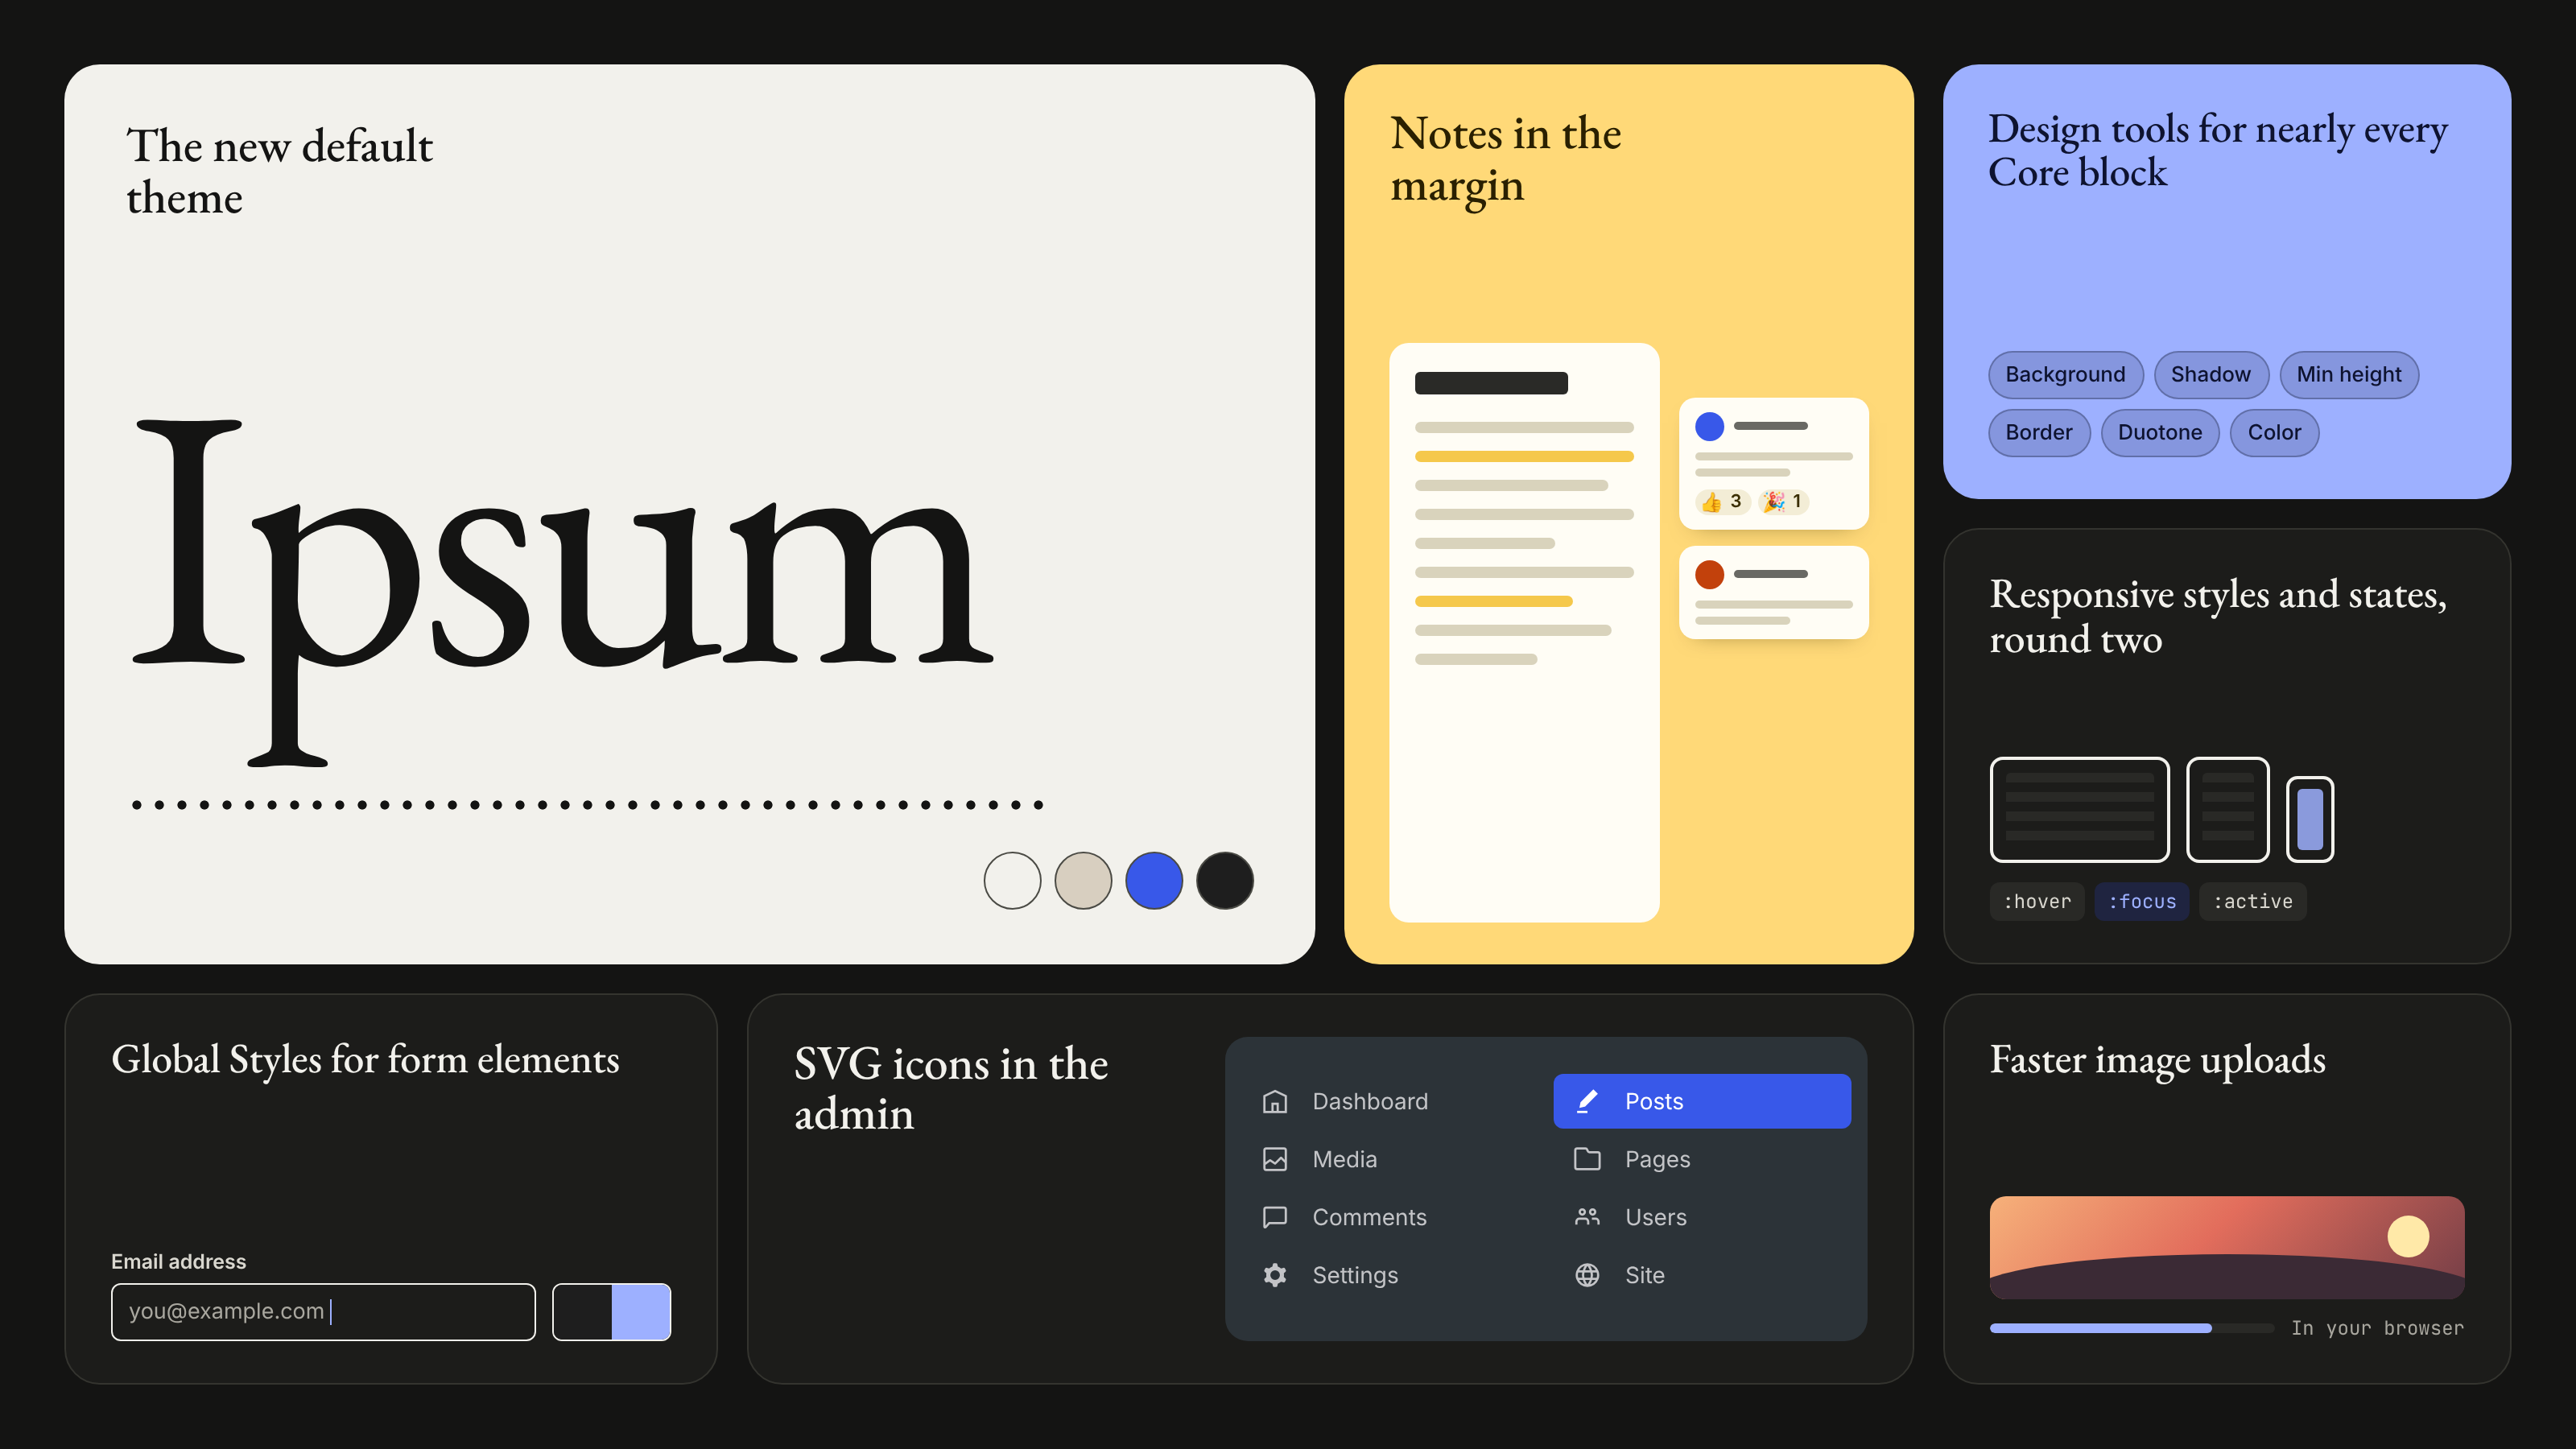 The new default
theme
Ipsum
Notes in the
margin
👍 3 🎉 1
Design tools for nearly every
Core block
Background Shadow Min height
Border Duotone Color
Responsive styles and states,
round two
:hover :focus :active
Global Styles for form elements
Email address
you@example.com
SVG icons in the
admin
Dashboard Posts
Media Pages
Comments Users
Settings Site
Faster image uploads
In your browser